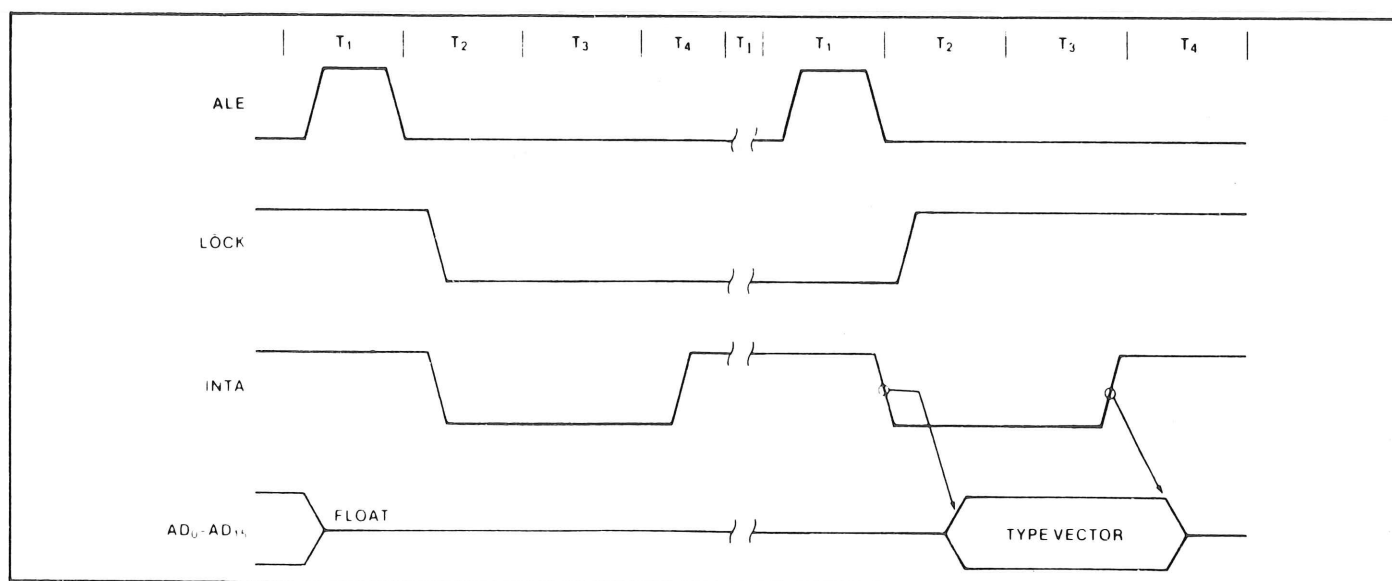 T₁ T₂ T₃ T₄ T₁ T₁ T₂ T₃ T₄
ALE
LOCK
INTA
FLOAT
AD₀-AD₁₅
TYPE VECTOR